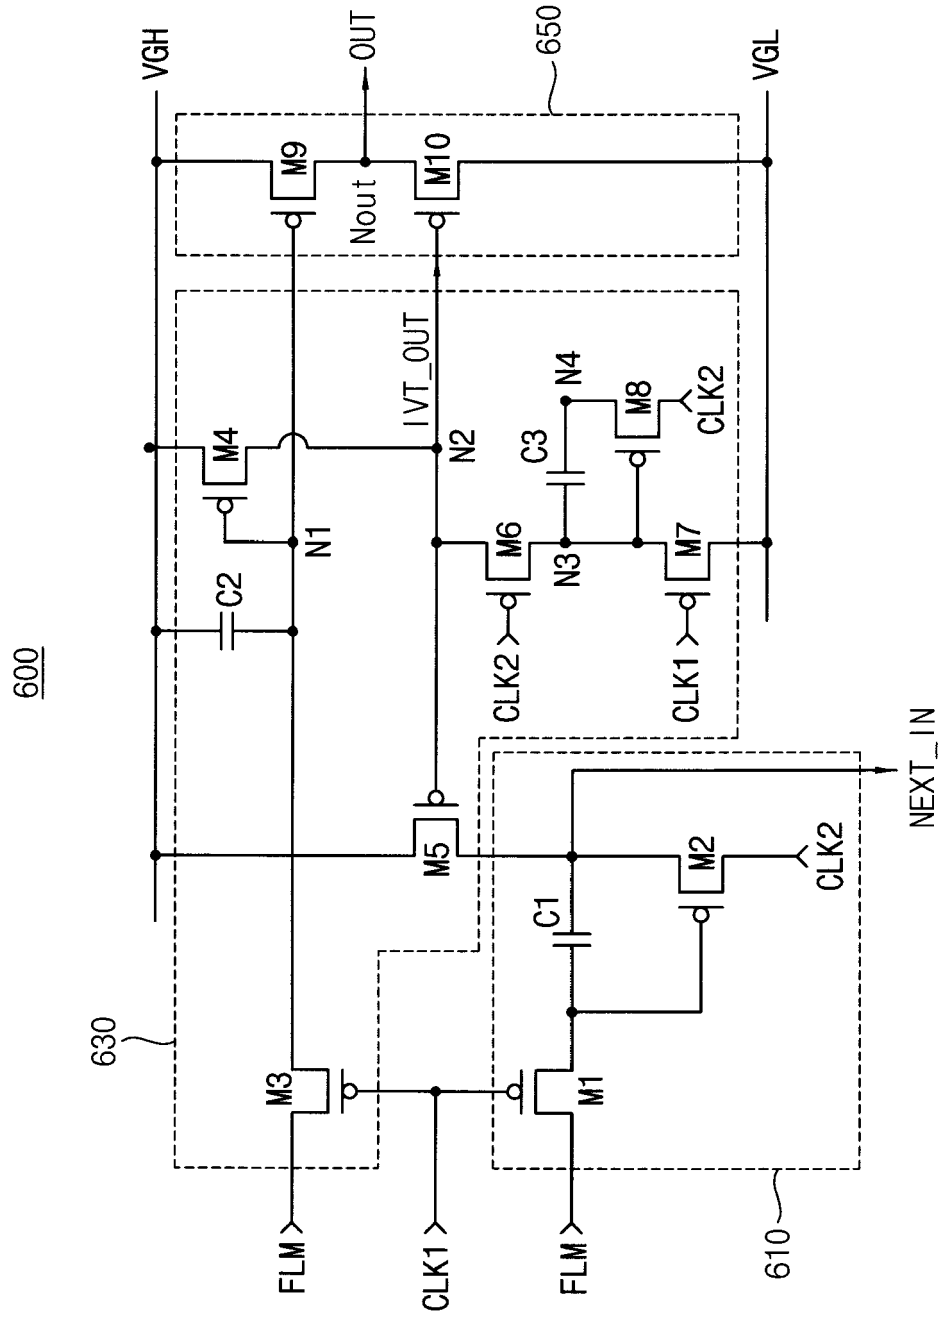 600
630
FLM
CLK1
FLM
610
M3
M1
C1
M5
M2
CLK2
NEXT_IN
C2
N1
M4
CLK2
CLK1
M6
N3
M7
C3
N4
M8
CLK2
N2
IVT_OUT
M9
Nout
M10
OUT
650
VGH
VGL